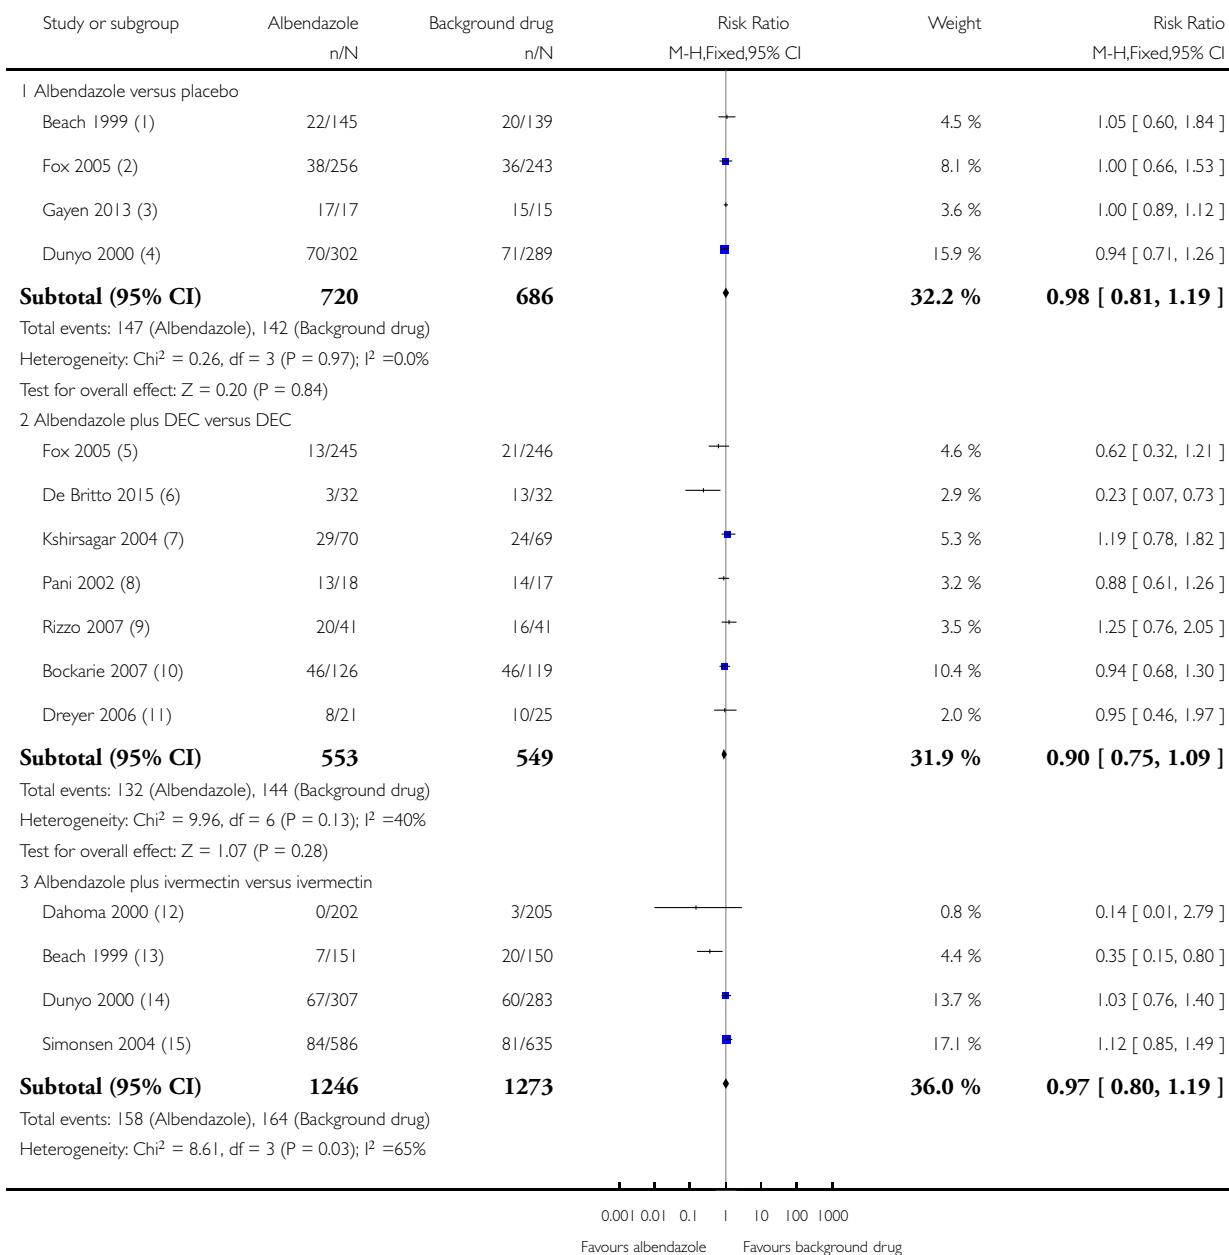 Study or subgroup Albendazole Background drug Risk Ratio Weight Risk Ratio
n/N n/N M-H,Fixed,95% CI M-H,Fixed,95% CI
1 Albendazole versus placebo
Beach 1999 (1) 22/145 20/139 4.5 % 1.05 [ 0.60, 1.84 ]
Fox 2005 (2) 38/256 36/243 8.1 % 1.00 [ 0.66, 1.53 ]
Gayen 2013 (3) 17/17 15/15 3.6 % 1.00 [ 0.89, 1.12 ]
Dunyo 2000 (4) 70/302 71/289 15.9 % 0.94 [ 0.71, 1.26 ]
Subtotal (95% CI) 720 686 32.2 % 0.98 [ 0.81, 1.19 ]
Total events: 147 (Albendazole), 142 (Background drug)
Heterogeneity: Chi² = 0.26, df = 3 (P = 0.97); I² =0.0%
Test for overall effect: Z = 0.20 (P = 0.84)
2 Albendazole plus DEC versus DEC
Fox 2005 (5) 13/245 21/246 4.6 % 0.62 [ 0.32, 1.21 ]
De Britto 2015 (6) 3/32 13/32 2.9 % 0.23 [ 0.07, 0.73 ]
Kshirsagar 2004 (7) 29/70 24/69 5.3 % 1.19 [ 0.78, 1.82 ]
Pani 2002 (8) 13/18 14/17 3.2 % 0.88 [ 0.61, 1.26 ]
Rizzo 2007 (9) 20/41 16/41 3.5 % 1.25 [ 0.76, 2.05 ]
Bockarie 2007 (10) 46/126 46/119 10.4 % 0.94 [ 0.68, 1.30 ]
Dreyer 2006 (11) 8/21 10/25 2.0 % 0.95 [ 0.46, 1.97 ]
Subtotal (95% CI) 553 549 31.9 % 0.90 [ 0.75, 1.09 ]
Total events: 132 (Albendazole), 144 (Background drug)
Heterogeneity: Chi² = 9.96, df = 6 (P = 0.13); I² =40%
Test for overall effect: Z = 1.07 (P = 0.28)
3 Albendazole plus ivermectin versus ivermectin
Dahoma 2000 (12) 0/202 3/205 0.8 % 0.14 [ 0.01, 2.79 ]
Beach 1999 (13) 7/151 20/150 4.4 % 0.35 [ 0.15, 0.80 ]
Dunyo 2000 (14) 67/307 60/283 13.7 % 1.03 [ 0.76, 1.40 ]
Simonsen 2004 (15) 84/586 81/635 17.1 % 1.12 [ 0.85, 1.49 ]
Subtotal (95% CI) 1246 1273 36.0 % 0.97 [ 0.80, 1.19 ]
Total events: 158 (Albendazole), 164 (Background drug)
Heterogeneity: Chi² = 8.61, df = 3 (P = 0.03); I² =65%
0.001 0.01 0.1 1 10 100 1000
Favours albendazole Favours background drug